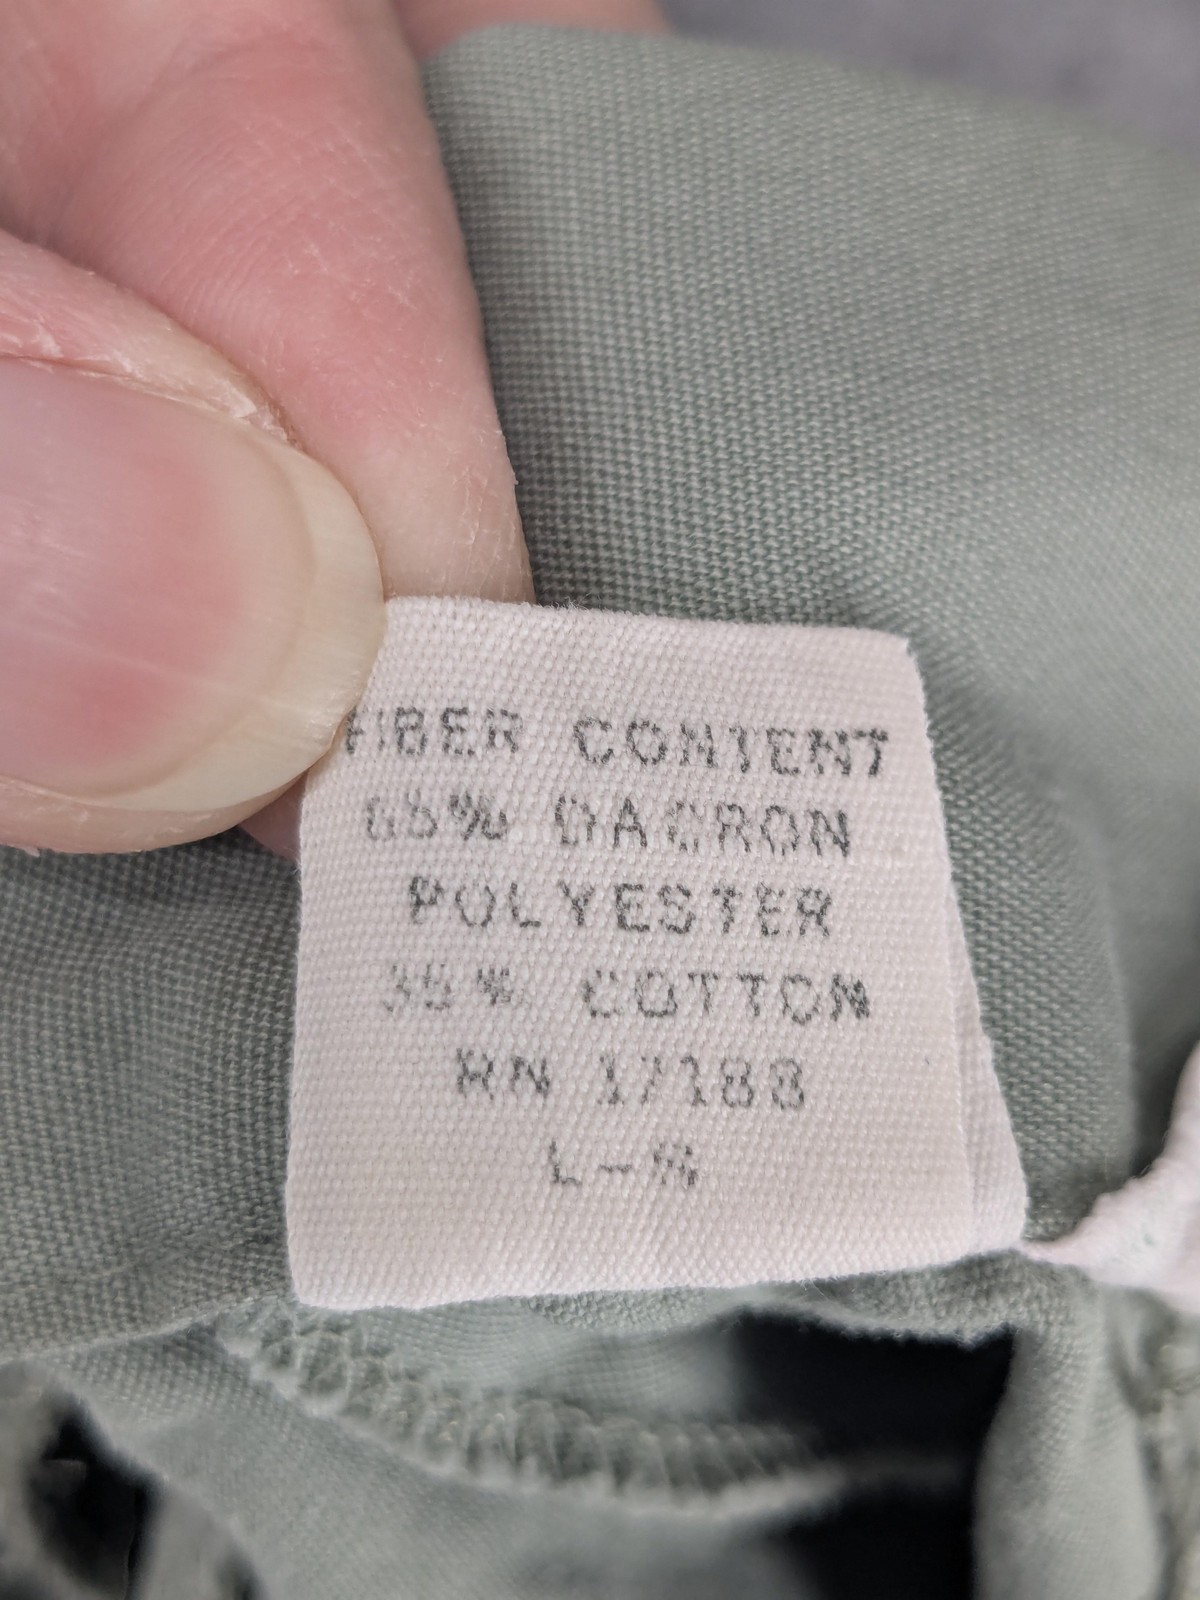 FIBER CONTENT
65% DACRON
POLYESTER
35% COTTON
RN 17188
L-%